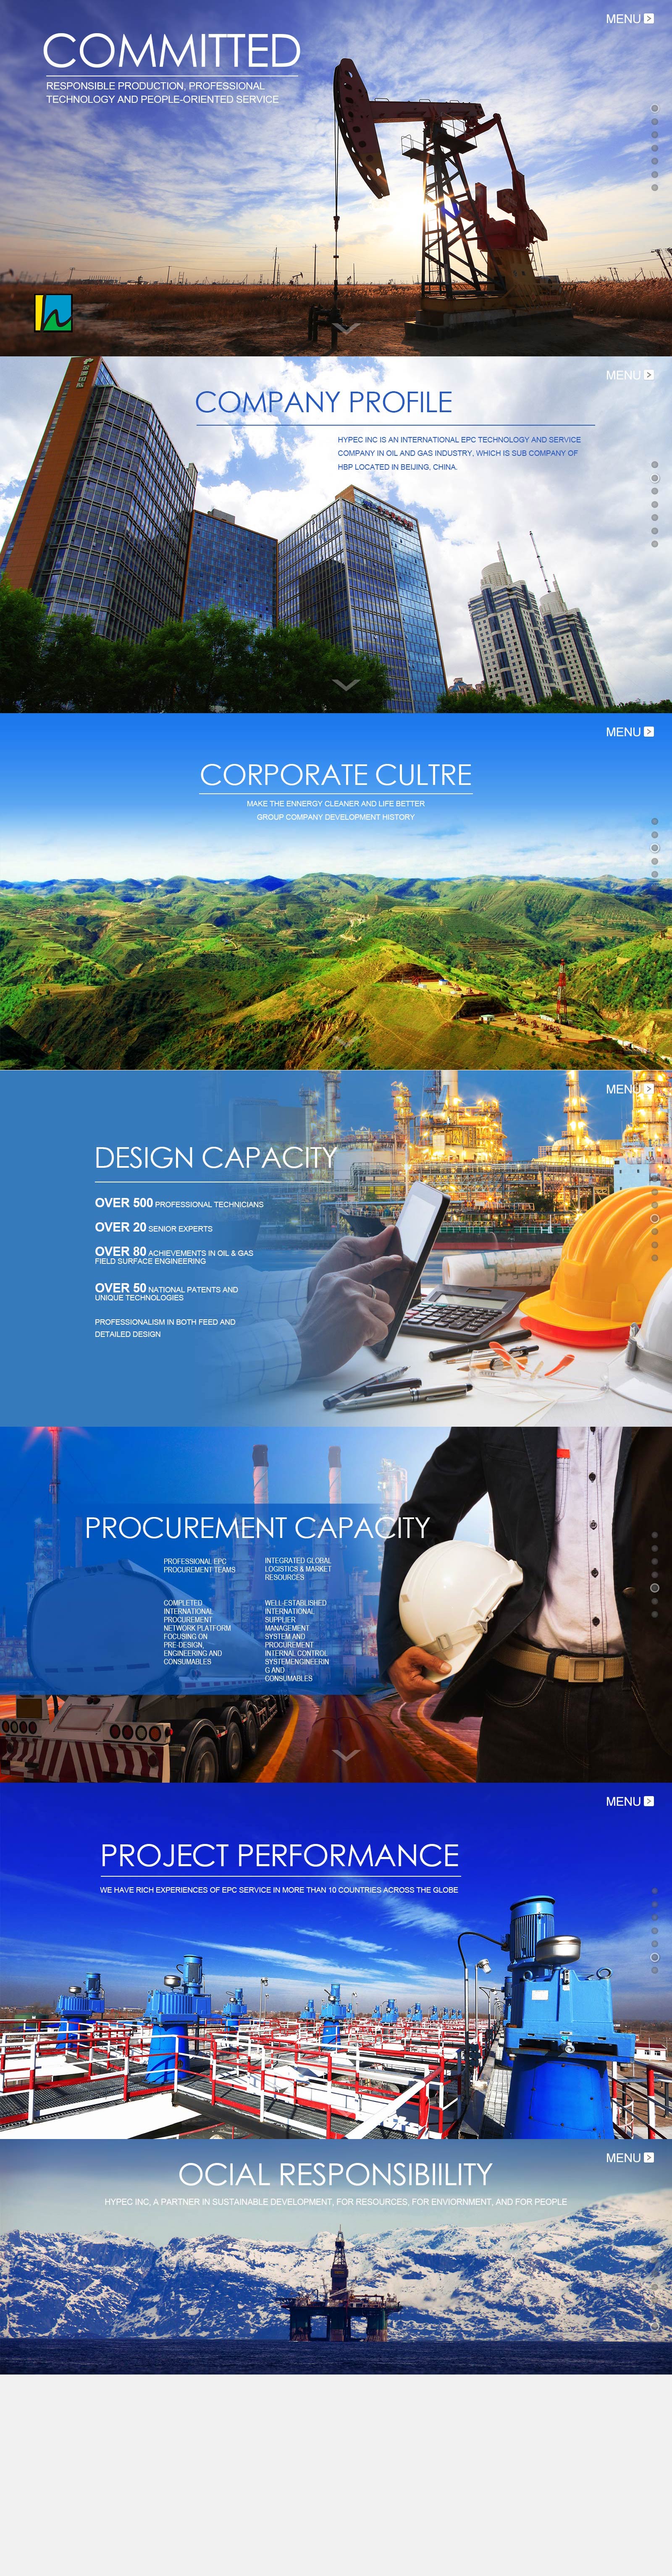 MENU
COMMITTED
RESPONSIBLE PRODUCTION, PROFESSIONAL
TECHNOLOGY AND PEOPLE-ORIENTED SERVICE
MENU
COMPANY PROFILE
HYPEC INC IS AN INTERNATIONAL EPC TECHNOLOGY AND SERVICE
COMPANY IN OIL AND GAS INDUSTRY, WHICH IS SUB COMPANY OF
HBP LOCATED IN BEIJING, CHINA.
MENU
CORPORATE CULTRE
MAKE THE ENNERGY CLEANER AND LIFE BETTER
GROUP COMPANY DEVELOPMENT HISTORY
MENU
DESIGN CAPACITY
OVER 500 PROFESSIONAL TECHNICIANS
OVER 20 SENIOR EXPERTS
OVER 80 ACHIEVEMENTS IN OIL & GAS
FIELD SURFACE ENGINEERING
OVER 50 NATIONAL PATENTS AND
UNIQUE TECHNOLOGIES
PROFESSIONALISM IN BOTH FEED AND
DETAILED DESIGN
PROCUREMENT CAPACITY
PROFESSIONAL EPC
PROCUREMENT TEAMS
INTEGRATED GLOBAL
LOGISTICS & MARKET
RESOURCES
COMPLETED
INTERNATIONAL
PROCUREMENT
NETWORK PLATFORM
FOCUSING ON
PRE-DESIGN,
ENGINEERING AND
CONSUMABLES
WELL-ESTABLISHED
INTERNATIONAL
SUPPLIER
MANAGEMENT
SYSTEM AND
PROCUREMENT
INTERNAL CONTROL
SYSTEMENGINEERIN
G AND
CONSUMABLES
MENU
PROJECT PERFORMANCE
WE HAVE RICH EXPERIENCES OF EPC SERVICE IN MORE THAN 10 COUNTRIES ACROSS THE GLOBE
MENU
OCIAL RESPONSIBIILITY
HYPEC INC, A PARTNER IN SUSTAINABLE DEVELOPMENT, FOR RESOURCES, FOR ENVIORNMENT, AND FOR PEOPLE